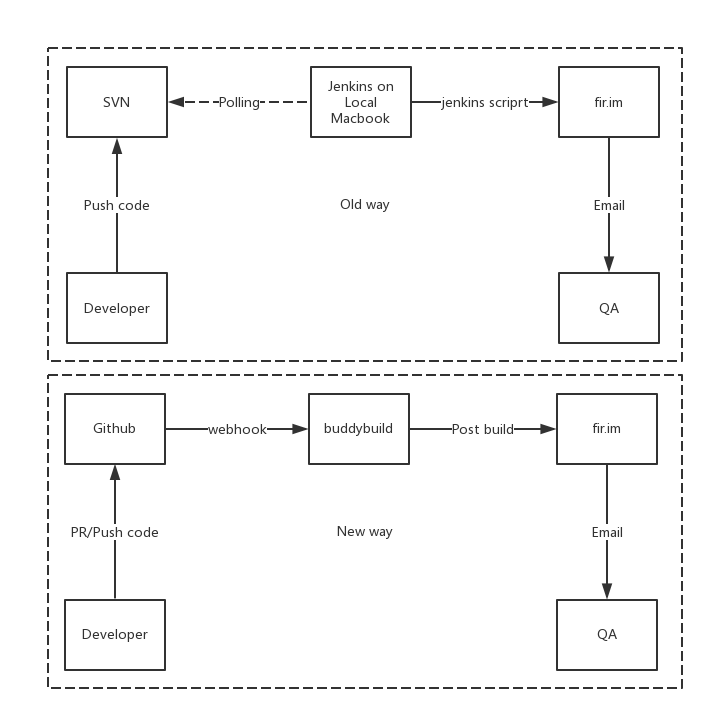 SVN
Polling
Jenkins on
Local
Macbook
jenkins scriprt
fir.im
Push code
Old way
Email
Developer
QA
Github
webhook
buddybuild
Post build
fir.im
PR/Push code
New way
Email
Developer
QA